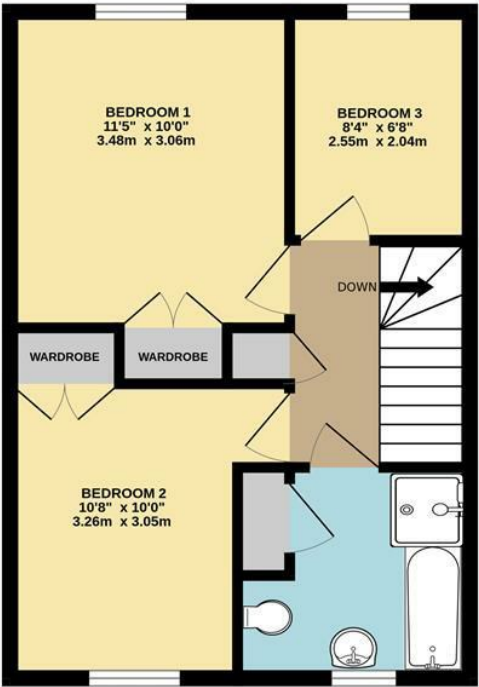 BEDROOM 1
11'5" x 10'0"
3.48m x 3.06m
BEDROOM 3
8'4" x 6'8"
2.55m x 2.04m
DOWN
WARDROBE
WARDROBE
BEDROOM 2
10'8" x 10'0"
3.26m x 3.05m